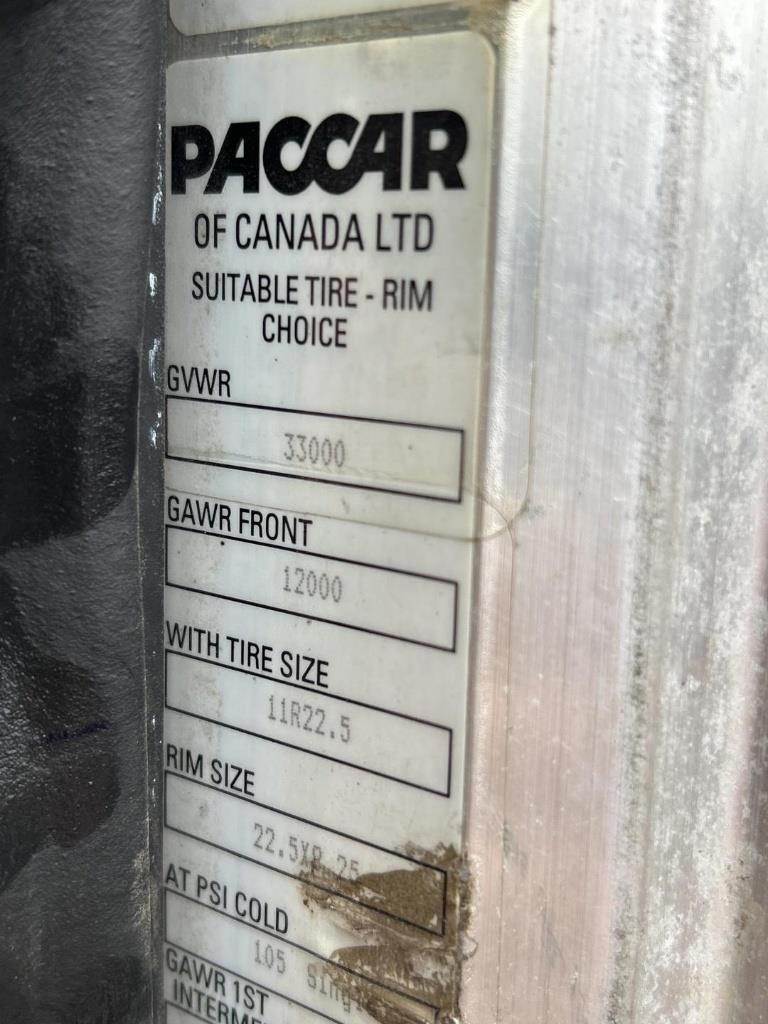 PACCAR
OF CANADA LTD
SUITABLE TIRE - RIM
CHOICE
GVWR
33000
GAWR FRONT
12000
WITH TIRE SIZE
11R22.5
RIM SIZE
22.5X8.25
AT PSI COLD
105
GAWR 1ST